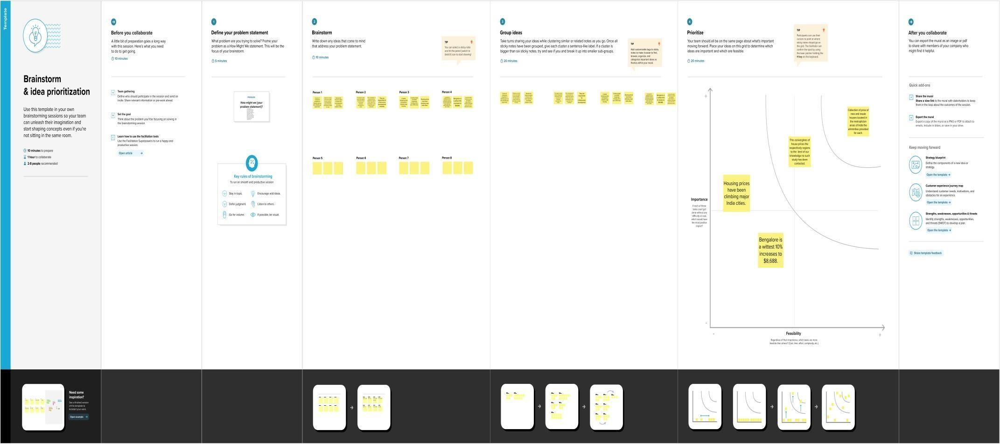 Template
Brainstorm
& idea prioritization
Use this template in your own
brainstorming sessions so your team
can unleash their imagination and
start shaping concepts even if you're
not sitting in the same room.
10 minutes to prepare
1 hour to collaborate
2-8 people recommended
Need some
inspiration?
See a finished version
of this template to
kickstart your work.
Open example
Before you collaborate
A little bit of preparation goes a long way
with this session. Here's what you need
to do to get going.
10 minutes
A
Team gathering
Define who should participate in the session and send an
invite. Share relevant information or pre-work ahead.
B
Set the goal
Think about the problem you'll be focusing on solving in
the brainstorming session.
C
Learn how to use the facilitation tools
Use the Facilitation Superpowers to run a happy and
productive session.
Open article
1
Define your problem statement
What problem are you trying to solve? Frame your
problem as a How Might We statement. This will be the
focus of your brainstorm.
5 minutes
PROBLEM
How might we [your
problem statement]?
Key rules of brainstorming
To run an smooth and productive session
Stay in topic.
Encourage wild ideas.
Defer judgment.
Listen to others.
Go for volume.
If possible, be visual.
2
Brainstorm
Write down any ideas that come to mind
that address your problem statement.
10 minutes
TIP
You can select a sticky note
and hit the pencil [switch to
sketch] icon to start drawing!
Person 1
Person 2
Person 3
Person 4
Person 5
Person 6
Person 7
Person 8
3
Group ideas
Take turns sharing your ideas while clustering similar or related notes as you go. Once all
sticky notes have been grouped, give each cluster a sentence-like label. If a cluster is
bigger than six sticky notes, try and see if you and break it up into smaller sub-groups.
20 minutes
TIP
Add customizable tags to sticky
notes to make it easier to find,
browse, organize, and
categorize important ideas as
themes within your mural.
4
Prioritize
Your team should all be on the same page about what's important
moving forward. Place your ideas on this grid to determine which
ideas are important and which are feasible.
20 minutes
TIP
Participants can use their
cursors to point at where
sticky notes should go on
the grid. The facilitator can
confirm the spot by using
the laser pointer holding the
H key on the keyboard.
+
Collection of price of
new and resale
houses located in
the metroplictan
areas of India the
amminities provided
for each.
This convergines of
house prices the
respectively regions
to the best of our
knowledge no such
study has deen
contected.
Housing prices
have been
climbing major
India cities.
Importance
If each of these
tasks could get
done without any
difficulty or cost,
which would have
the most positive
impact?
Bengalore is
a wittest 10%
increases to
$8,688.
-
-
Feasibility
+
Regardless of their importance, which tasks are more
feasible than others? (Cost, time, effort, complexity, etc.)
After you collaborate
You can export the mural as an image or pdf
to share with members of your company who
might find it helpful.
Quick add-ons
A
Share the mural
Share a view link to the mural with stakeholders to keep
them in the loop about the outcomes of the session.
B
Export the mural
Export a copy of the mural as a PNG or PDF to attach to
emails, include in slides, or save in your drive.
Keep moving forward
Strategy blueprint
Define the components of a new idea or
strategy.
Open the template
Customer experience journey map
Understand customer needs, motivations, and
obstacles for an experience.
Open the template
Strengths, weaknesses, opportunities & threats
Identify strengths, weaknesses, opportunities,
and threats (SWOT) to develop a plan.
Open the template
Share template feedback